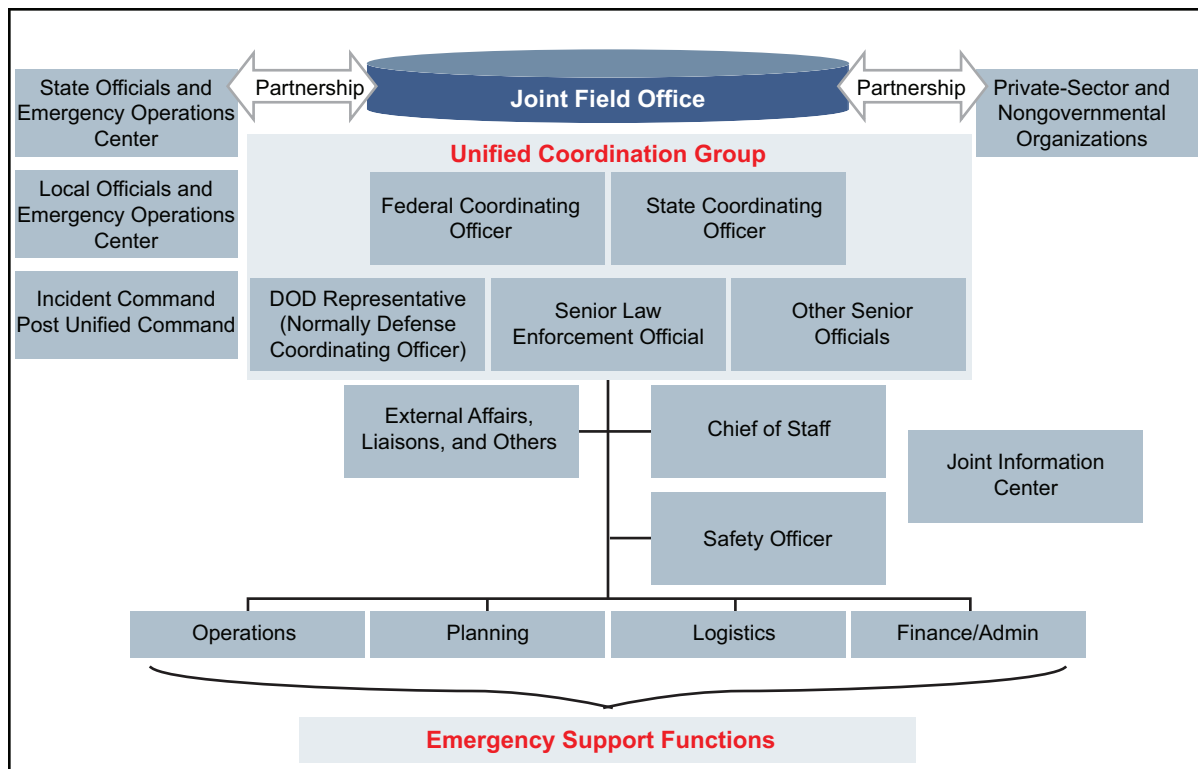 Partnership
Joint Field Office
Partnership
State Officials and
Emergency Operations
Center
Private-Sector and
Nongovernmental
Organizations
Unified Coordination Group
Local Officials and
Emergency Operations
Center
Federal Coordinating
Officer
State Coordinating
Officer
Incident Command
Post Unified Command
DOD Representative
(Normally Defense
Coordinating Officer)
Senior Law
Enforcement Official
Other Senior
Officials
External Affairs,
Liaisons, and Others
Chief of Staff
Joint Information
Center
Safety Officer
Operations
Planning
Logistics
Finance/Admin
Emergency Support Functions